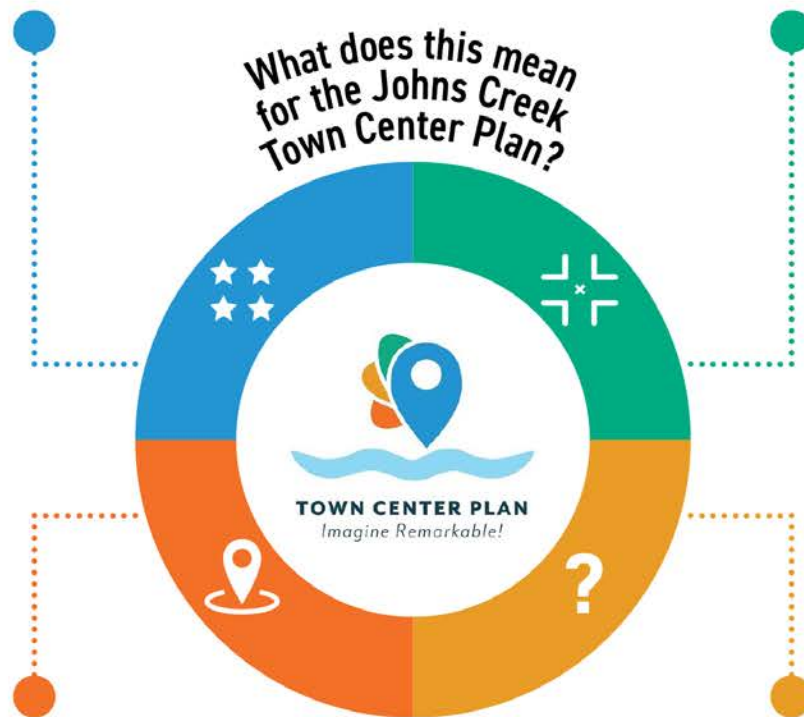 What does this mean
for the Johns Creek
Town Center Plan?
?
TOWN CENTER PLAN
Imagine Remarkable!